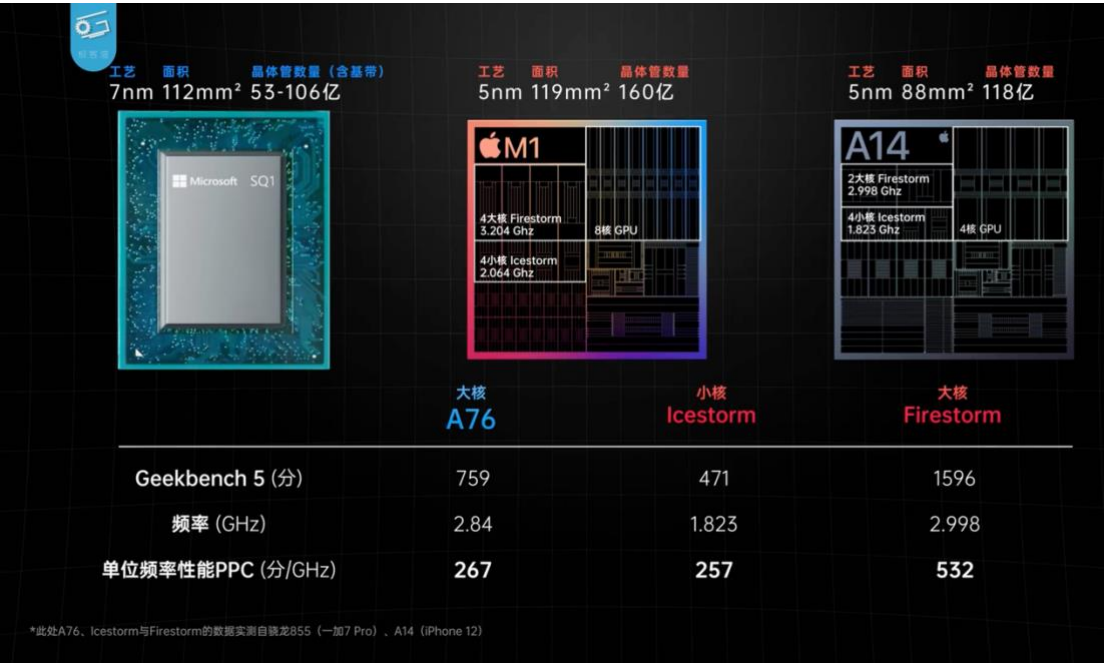 极客湾
工艺 面积 晶体管数量（含基带）
7nm 112mm² 53-106亿
Microsoft SQ1
工艺 面积 晶体管数量
5nm 119mm² 160亿
M1
4大核 Firestorm
3.204 Ghz
8核 GPU
4小核 Icestorm
2.064 Ghz
工艺 面积 晶体管数量
5nm 88mm² 118亿
A14
2大核 Firestorm
2.998 Ghz
4小核 Icestorm
1.823 Ghz
4核 GPU
大核 小核 大核
A76 Icestorm Firestorm
Geekbench 5 (分) 759 471 1596
频率 (GHz) 2.84 1.823 2.998
单位频率性能PPC (分/GHz) 267 257 532
*此处A76、Icestorm与Firestorm的数据实测自骁龙855（一加7 Pro）、A14（iPhone 12）